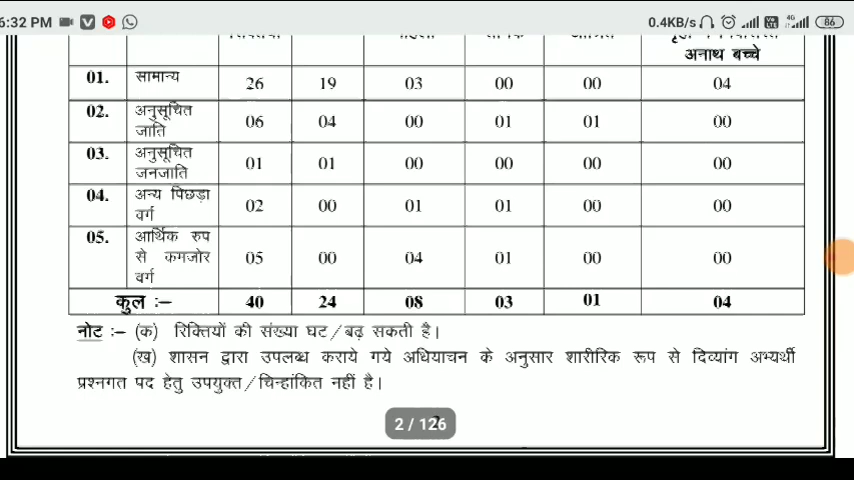 6:32 PM 0.4KB/s 4G 86
अनाथ बच्चे
01. सामान्य 26 19 03 00 00 04
02. अनुसूचित जाति 06 04 00 01 01 00
03. अनुसूचित जनजाति 01 01 00 00 00 00
04. अन्य पिछड़ा वर्ग 02 00 01 01 00 00
05. आर्थिक रुप से कमजोर वर्ग 05 00 04 01 00 00
कुल :– 40 24 08 03 01 04
नोट :– (क) रिक्तियों की संख्या घट/बढ़ सकती है।
(ख) शासन द्वारा उपलब्ध कराये गये अधियाचन के अनुसार शारीरिक रूप से दिव्यांग अभ्यर्थी
प्रश्नगत पद हेतु उपयुक्त/चिन्हांकित नहीं है।
2 / 126